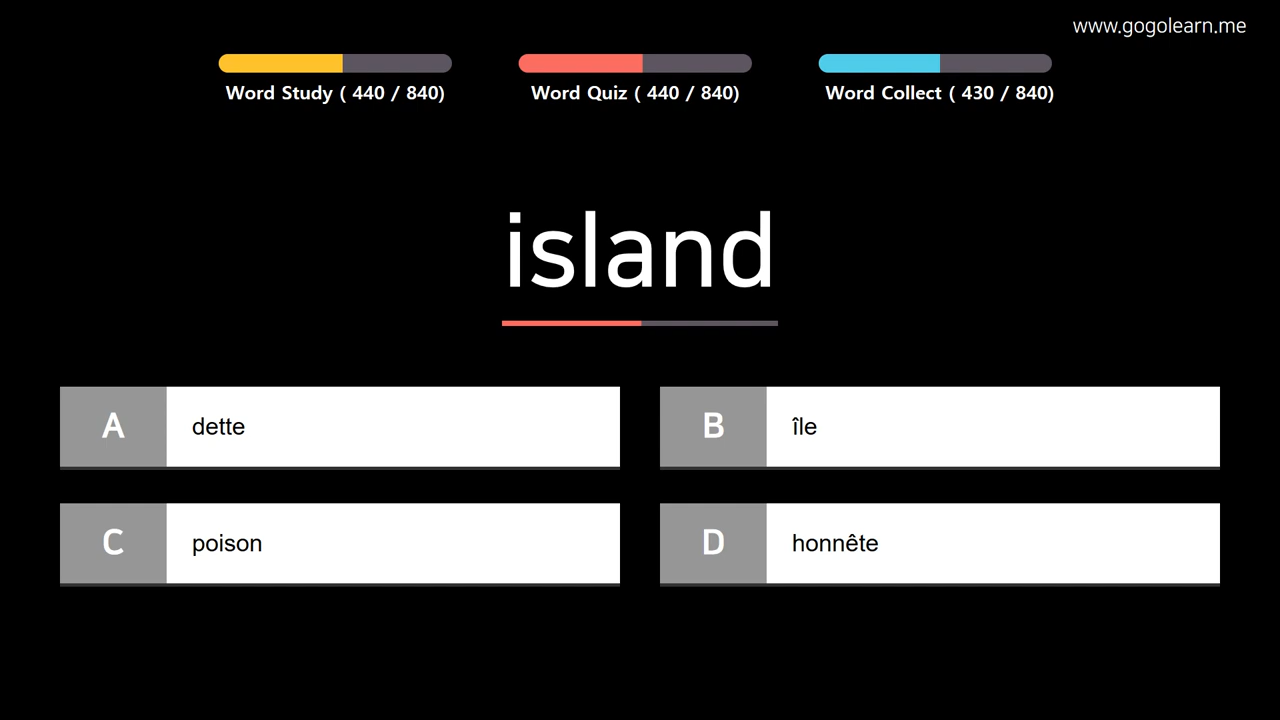 www.gogolearn.me
Word Study ( 440 / 840)
Word Quiz ( 440 / 840)
Word Collect ( 430 / 840)
island
A dette
B île
C poison
D honnête